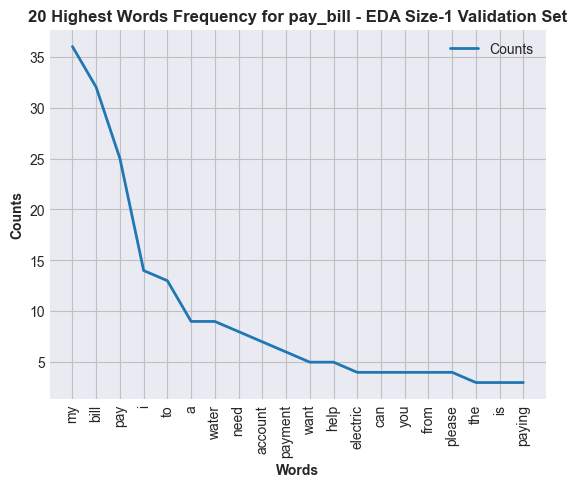 20 Highest Words Frequency for pay_bill - EDA Size-1 Validation Set
Counts
35
30
25
20
15
10
5
Counts
my
bill
pay
i
to
a
water
need
account
payment
want
help
electric
can
you
from
please
the
is
paying
Words